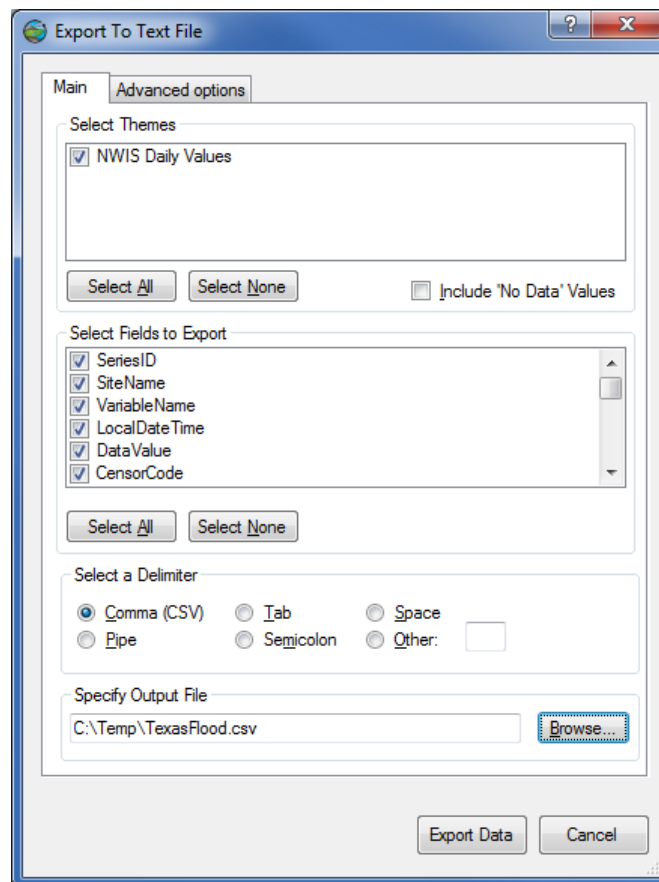 Export To Text File
Main Advanced options
Select Themes
NWIS Daily Values
Select All Select None Include 'No Data' Values
Select Fields to Export
SeriesID
SiteName
VariableName
LocalDateTime
DataValue
CensorCode
Select All Select None
Select a Delimiter
Comma (CSV) Tab Space
Pipe Semicolon Other:
Specify Output File
C:\Temp\TexasFlood.csv Browse...
Export Data Cancel